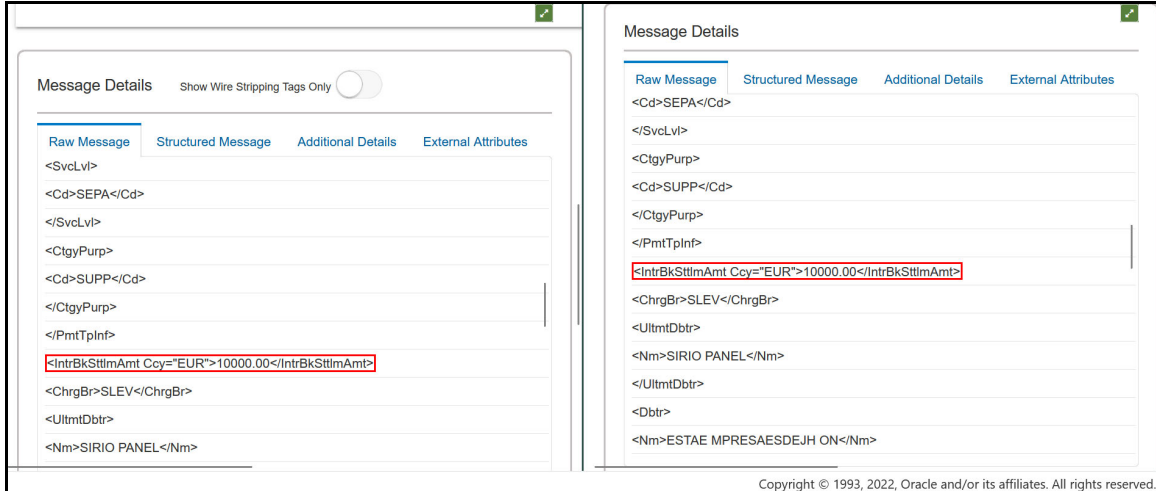 Message Details Show Wire Stripping Tags Only
Raw Message Structured Message Additional Details External Attributes
<SvcLvl>
<Cd>SEPA</Cd>
</SvcLvl>
<CtgyPurp>
<Cd>SUPP</Cd>
</CtgyPurp>
</PmtTpInf>
<IntrBkSttlmAmt Ccy="EUR">10000.00</IntrBkSttlmAmt>
<ChrgBr>SLEV</ChrgBr>
<UltmtDbtr>
<Nm>SIRIO PANEL</Nm>
Message Details
Raw Message Structured Message Additional Details External Attributes
<Cd>SEPA</Cd>
</SvcLvl>
<CtgyPurp>
<Cd>SUPP</Cd>
</CtgyPurp>
</PmtTpInf>
<IntrBkSttlmAmt Ccy="EUR">10000.00</IntrBkSttlmAmt>
<ChrgBr>SLEV</ChrgBr>
<UltmtDbtr>
<Nm>SIRIO PANEL</Nm>
</UltmtDbtr>
<Dbtr>
<Nm>ESTAE MPRESAESDEJH ON</Nm>
Copyright © 1993, 2022, Oracle and/or its affiliates. All rights reserved.